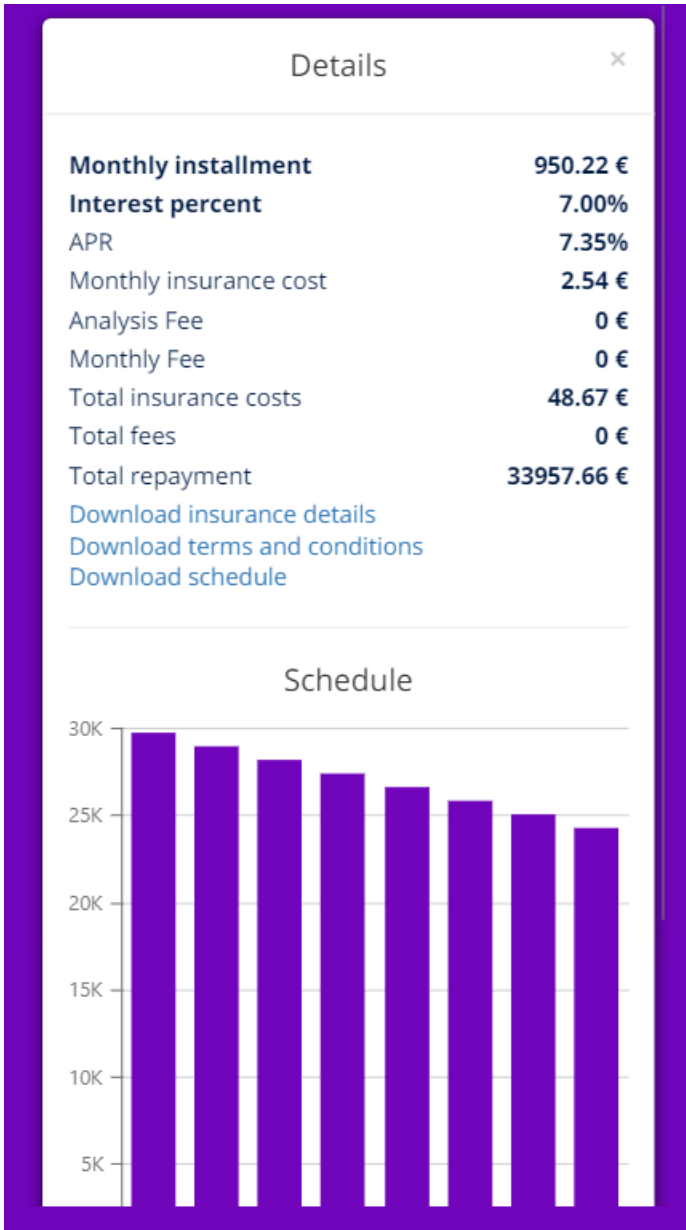 Details ×
Monthly installment 950.22 €
Interest percent 7.00%
APR 7.35%
Monthly insurance cost 2.54 €
Analysis Fee 0 €
Monthly Fee 0 €
Total insurance costs 48.67 €
Total fees 0 €
Total repayment 33957.66 €
Download insurance details
Download terms and conditions
Download schedule
Schedule
30K
25K
20K
15K
10K
5K